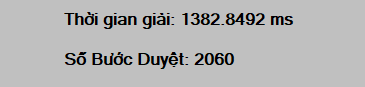 Thời gian giải: 1382.8492 ms
Số Bước Duyệt: 2060